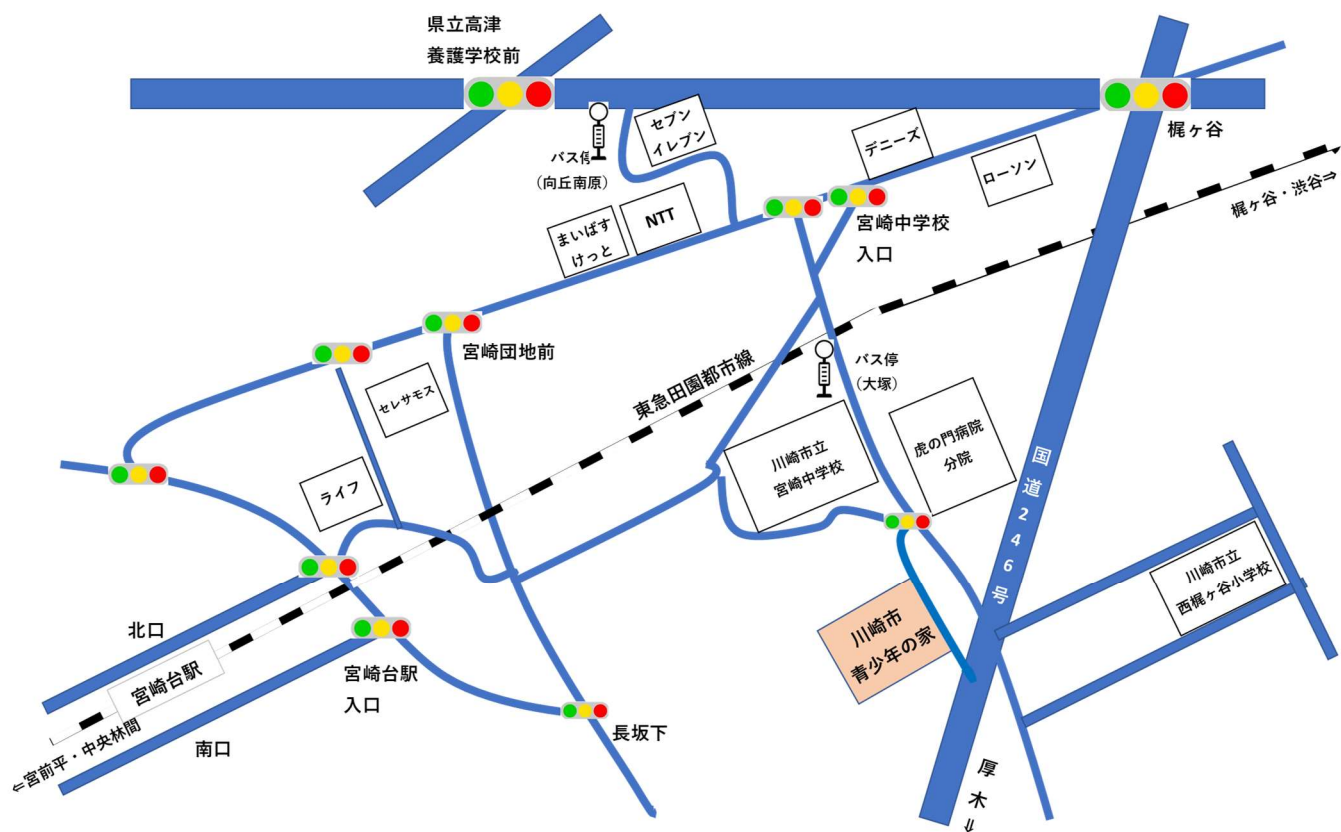 県立高津
養護学校前
セブン
イレブン
バス停
(向丘南原)
デニーズ
梶ヶ谷
ローソン
梶ヶ谷・渋谷⇒
まいばす
けっと
NTT
宮崎中学校
入口
宮崎団地前
セレサモス
東急田園都市線
バス停
(大塚)
ライフ
川崎市立
宮崎中学校
虎の門病院
分院
国道246号
川崎市立
西梶ヶ谷小学校
川崎市
青少年の家
北口
宮崎台駅
宮崎台駅
入口
長坂下
南口
⇐宮前平・中央林間
厚木⇓